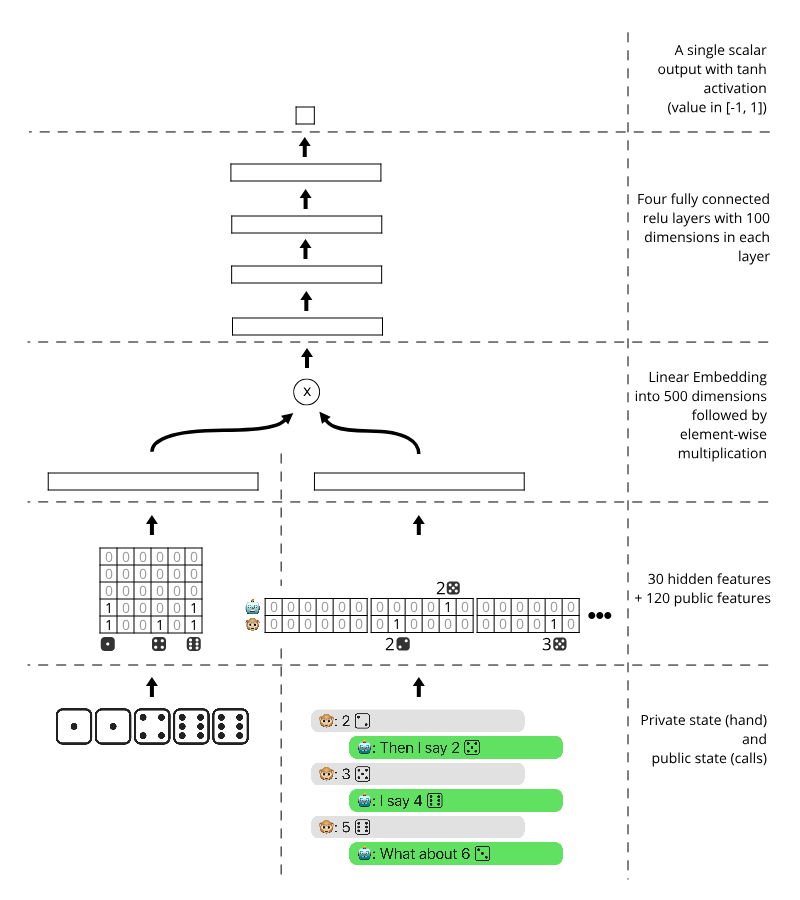 A single scalar
output with tanh
activation
(value in [-1, 1])
Four fully connected
relu layers with 100
dimensions in each
layer
Linear Embedding
into 500 dimensions
followed by
element-wise
multiplication
x
30 hidden features
+ 120 public features
0 0 0 0 0 0
0 0 0 0 0 0
0 0 0 0 0 0
1 0 0 0 0 1
1 0 0 1 0 1
2
0 0 0 0 0 0 0 0 0 0 1 0 0 0 0 0 0 0
0 0 0 0 0 0 0 1 0 0 0 0 0 0 0 0 1 0
2 3
Private state (hand)
and
public state (calls)
: 2
: Then I say 2
: 3
: I say 4
: 5
: What about 6